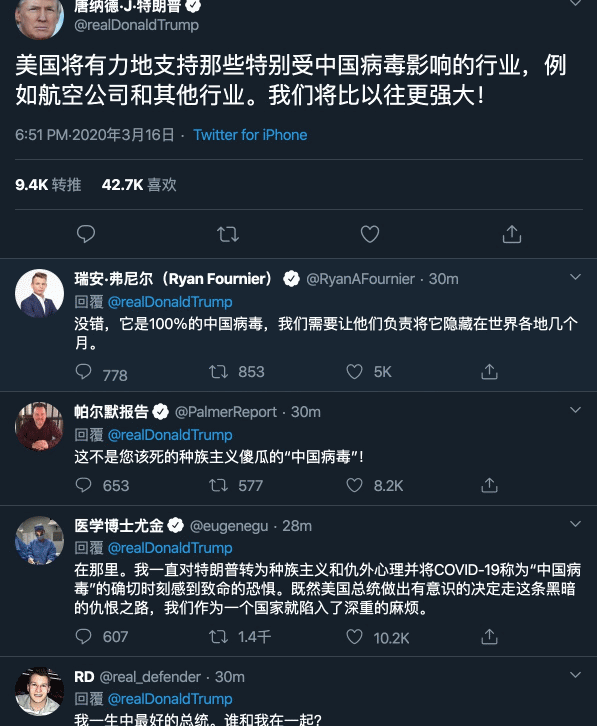 唐纳德·J·特朗普
@realDonaldTrump
美国将有力地支持那些特别受中国病毒影响的行业，例
如航空公司和其他行业。我们将比以往更强大！
6:51 PM·2020年3月16日 · Twitter for iPhone
9.4K 转推 42.7K 喜欢
瑞安·弗尼尔（Ryan Fournier） @RyanAFournier · 30m
回覆 @realDonaldTrump
没错，它是100%的中国病毒，我们需要让他们负责将它隐藏在世界各地几个
月。
778 853 5K
帕尔默报告 @PalmerReport · 30m
回覆 @realDonaldTrump
这不是您该死的种族主义傻瓜的“中国病毒”！
653 577 8.2K
医学博士尤金 @eugenegu · 28m
回覆 @realDonaldTrump
在那里。我一直对特朗普转为种族主义和仇外心理并将COVID-19称为“中国病
毒”的确切时刻感到致命的恐惧。既然美国总统做出有意识的决定走这条黑暗
的仇恨之路，我们作为一个国家就陷入了深重的麻烦。
607 1.4千 10.2K
RD @real_defender · 30m
回覆 @realDonaldTrump
我一生中最好的总统。谁和我在一起？